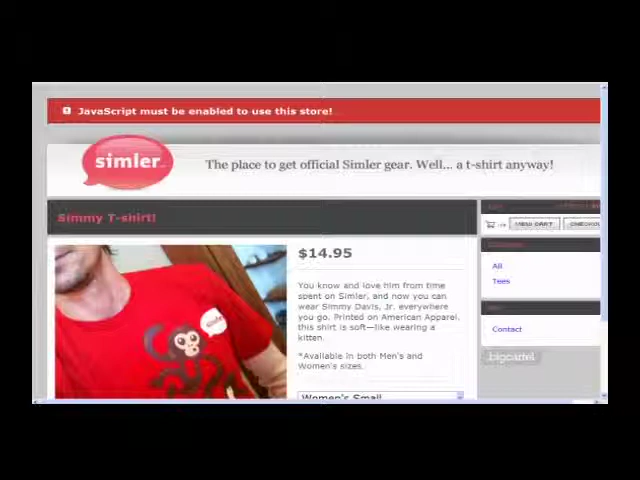 JavaScript must be enabled to use this store!
simler
The place to get official Simler gear. Well... a t-shirt anyway!
Simmy T-shirt!
VIEW CART
$14.95
You know and love him from time
spent on Simler, and now you can
wear Simmy Davis, Jr. everywhere
you go. Printed on American Apparel,
this shirt is soft—like wearing a
kitten.
*Available in both Men's and
Women's sizes.
Women's Small
simler
All
Tees
Contact
bigcartel